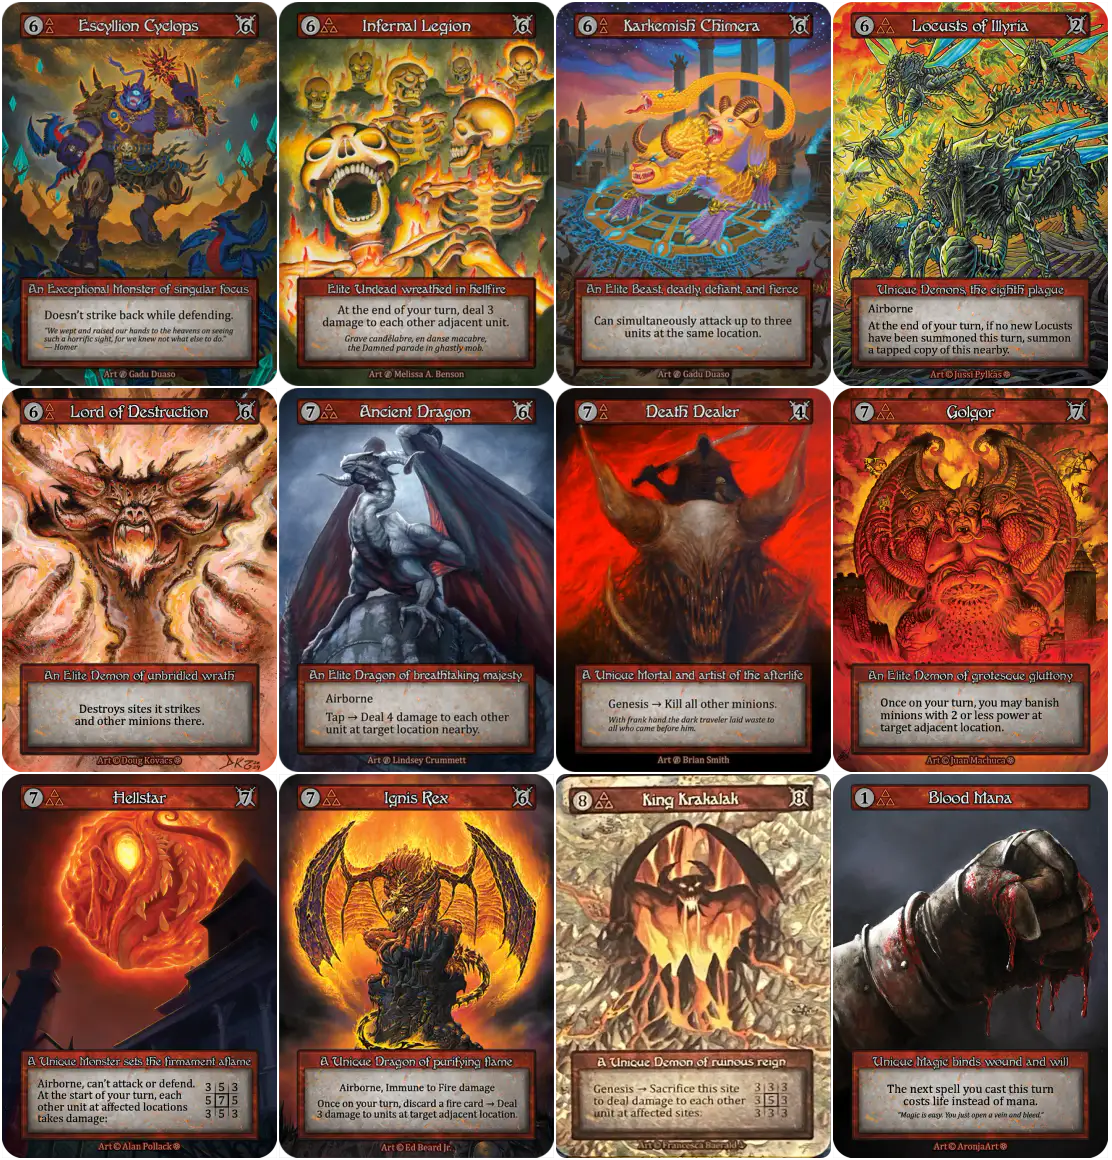 6 Escyllion Cyclops 6
An Exceptional Monster of singular focus
Doesn't strike back while defending.
"We wept and raised our hands to the heavens on seeing
such a horrific sight, for we knew not what else to do."
— Homer
Art Gadu Duaso
6 Infernal Legion 6
Elite Undead wreathed in hellfire
At the end of your turn, deal 3
damage to each other adjacent unit.
Grave candélabre, en danse macabre,
the Damned parade in ghastly mob.
Art Melissa A. Benson
6 Karkemish Chimera 6
An Elite Beast, deadly, defiant, and fierce
Can simultaneously attack up to three
units at the same location.
Art Gadu Duaso
6 Locusts of Illyria 2
Unique Demons, the eighth plague
Airborne
At the end of your turn, if no new Locusts
have been summoned this turn, summon
a tapped copy of this nearby.
Art © Jussi Pylkäs
6 Lord of Destruction 6
An Elite Demon of unbridled wrath
Destroys sites it strikes
and other minions there.
Art © Doug Kovacs
7 Ancient Dragon 6
An Elite Dragon of breathtaking majesty
Airborne
Tap → Deal 4 damage to each other
unit at target location nearby.
Art Lindsey Crummett
7 Death Dealer 4
A Unique Mortal and artist of the afterlife
Genesis → Kill all other minions.
With frank hand the dark traveler laid waste to
all who came before him.
Art Brian Smith
7 Golgor 7
An Elite Demon of grotesque gluttony
Once on your turn, you may banish
minions with 2 or less power at
target adjacent location.
Art © Juan Machuca
7 Hellstar 7
A Unique Monster sets the firmament aflame
Airborne, can't attack or defend. 3 5 3
At the start of your turn, each 5 7 5
other unit at affected locations 3 5 3
takes damage:
Art © Alan Pollack
7 Ignis Rex 6
A Unique Dragon of purifying flame
Airborne, Immune to Fire damage
Once on your turn, discard a fire card → Deal
3 damage to units at target adjacent location.
Art © Ed Beard Jr.
8 King Krakalak 8
A Unique Demon of ruinous reign
Genesis → Sacrifice this site 3 3 3
to deal damage to each other 3 5 3
unit at affected sites: 3 3 3
Art © Francesca Baerald
1 Blood Mana
Unique Magic binds wound and will
The next spell you cast this turn
costs life instead of mana.
"Magic is easy. You just open a vein and bleed."
Art © AronjaArt